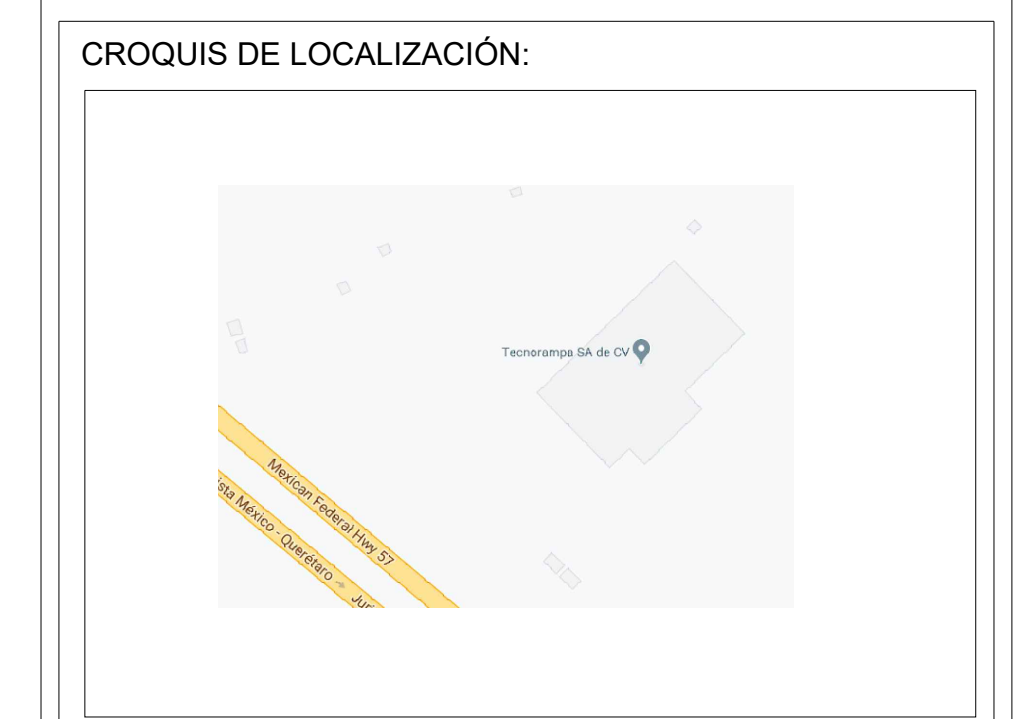 CROQUIS DE LOCALIZACIÓN:
Tecnorampa SA de CV
Mexican Federal Hwy 57
ista México - Querétaro